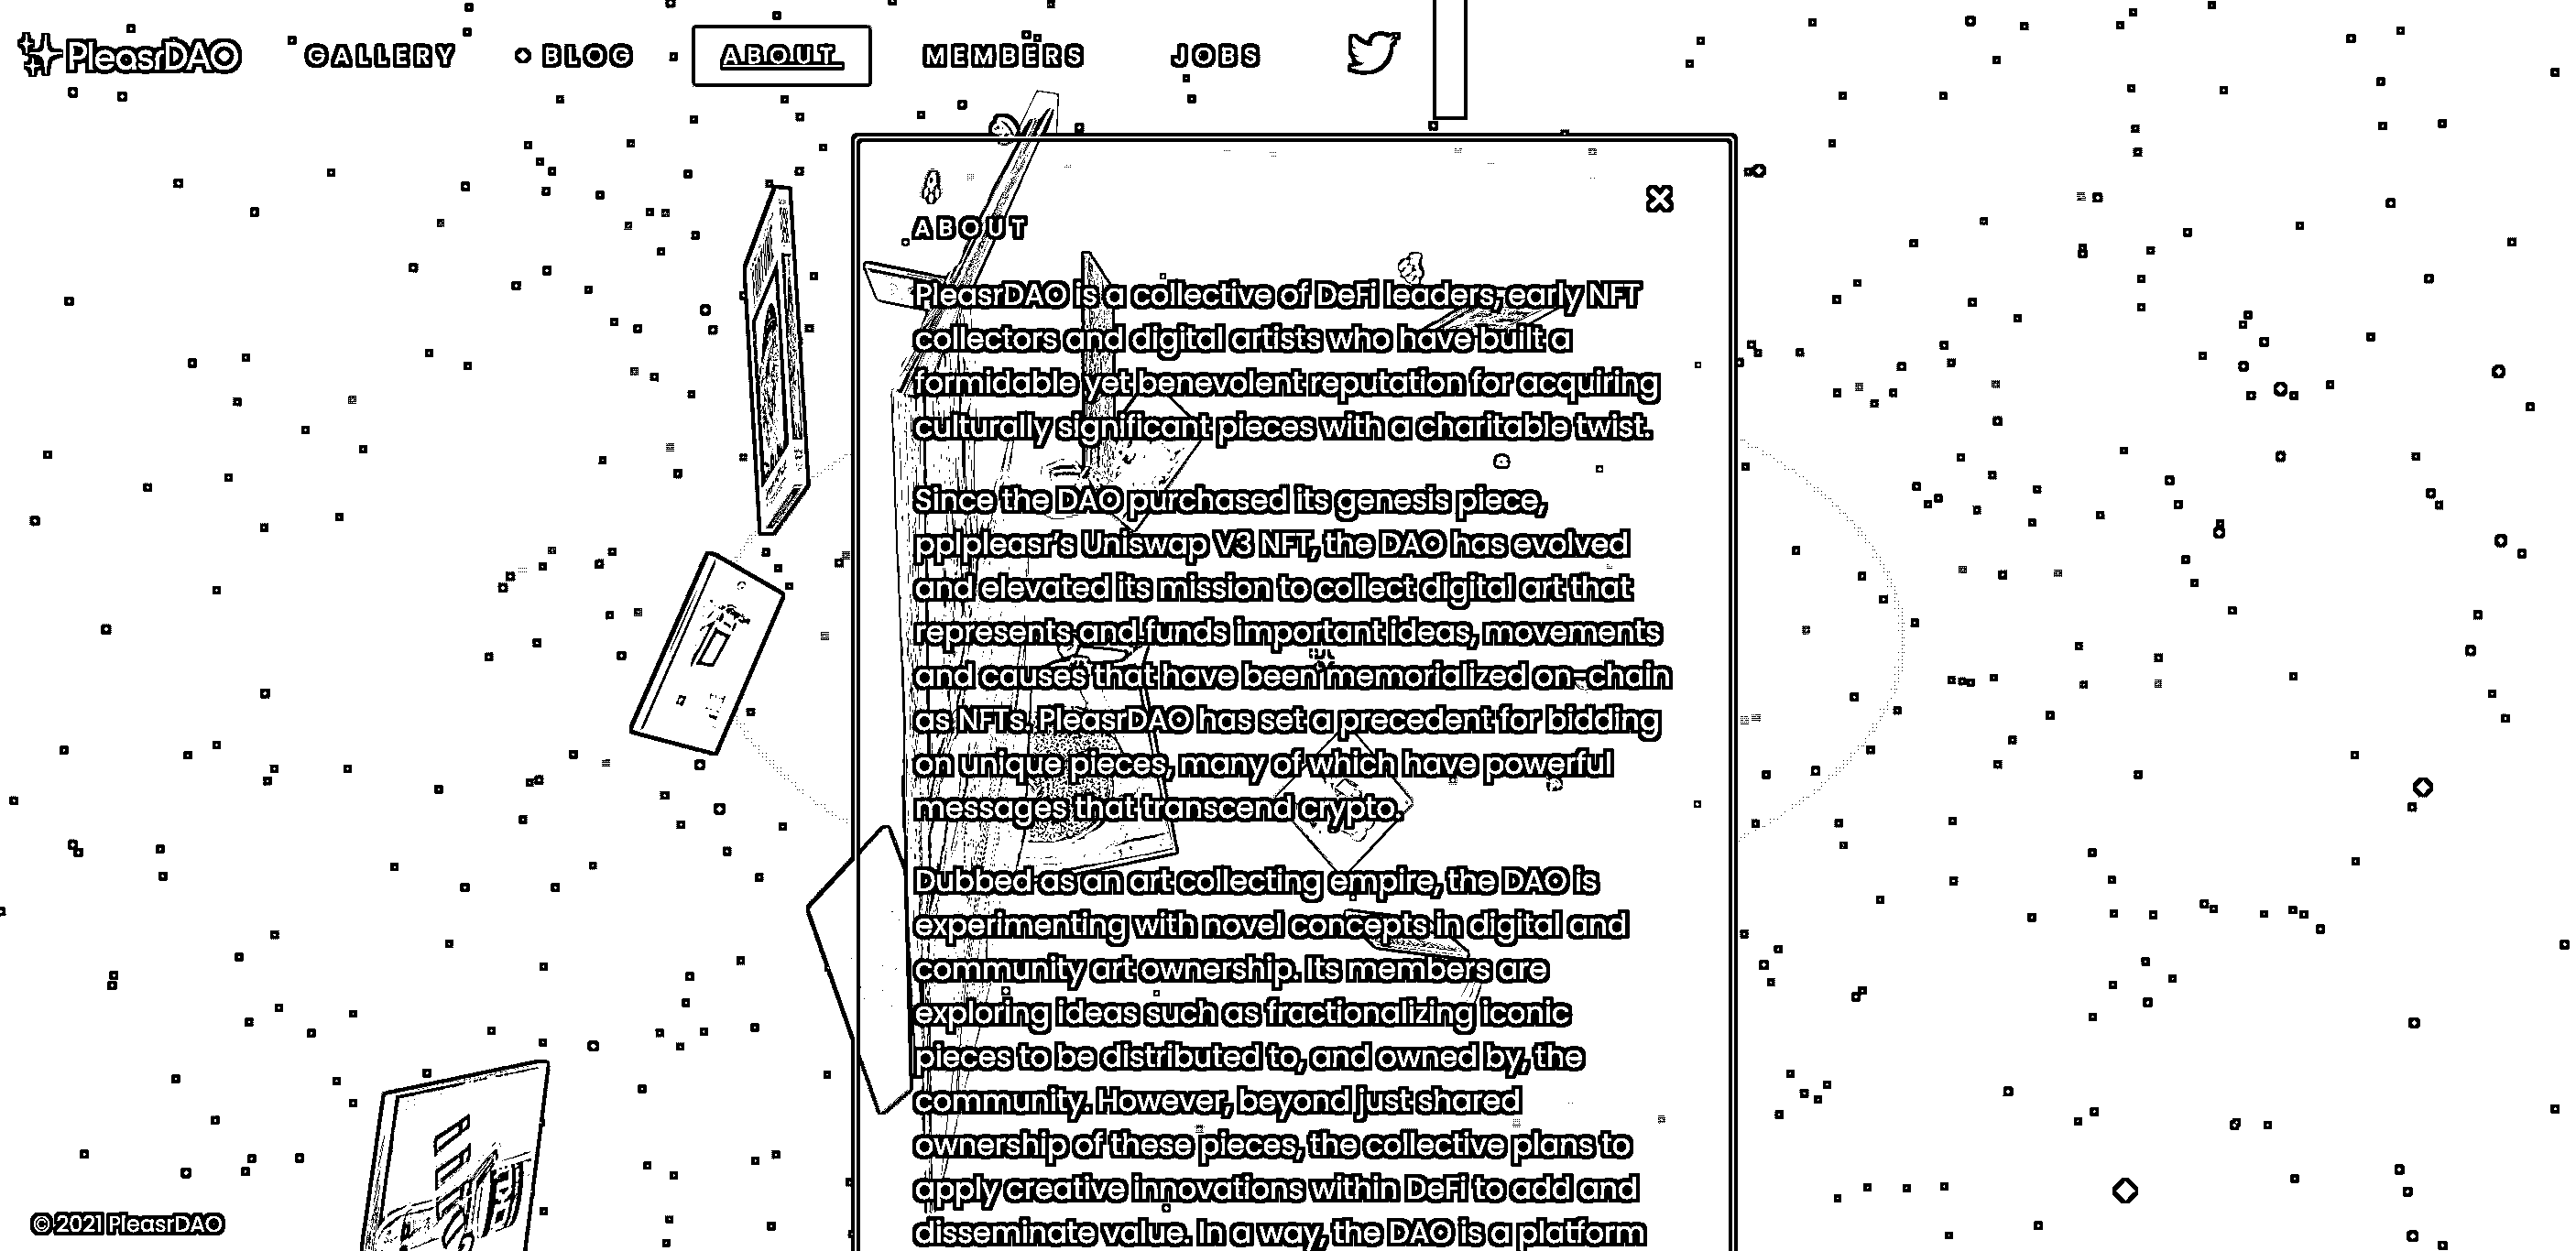 PleasrDAO GALLERY BLOG ABOUT MEMBERS JOBS
ABOUT
PleasrDAO is a collective of DeFi leaders, early NFT
collectors and digital artists who have built a
formidable yet benevolent reputation for acquiring
culturally significant pieces with a charitable twist.
Since the DAO purchased its genesis piece,
pplpleasr's Uniswap V3 NFT, the DAO has evolved
and elevated its mission to collect digital art that
represents and funds important ideas, movements
and causes that have been memorialized on-chain
as NFTs. PleasrDAO has set a precedent for bidding
on unique pieces, many of which have powerful
messages that transcend crypto.
Dubbed as an art collecting empire, the DAO is
experimenting with novel concepts in digital and
community art ownership. Its members are
exploring ideas such as fractionalizing iconic
pieces to be distributed to, and owned by, the
community. However, beyond just shared
ownership of these pieces, the collective plans to
apply creative innovations within DeFi to add and
disseminate value. In a way, the DAO is a platform
© 2021 PleasrDAO